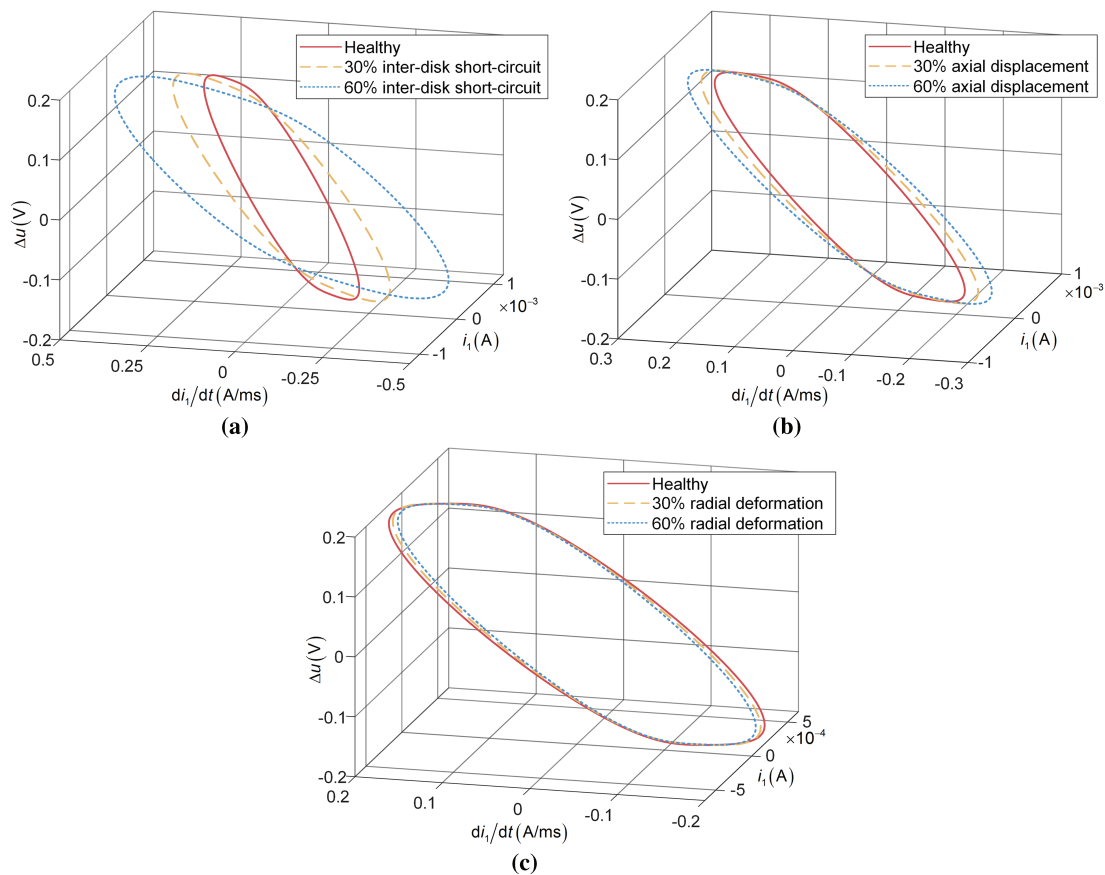 Healthy
30% inter-disk short-circuit
60% inter-disk short-circuit
0.2
0.1
0
-0.1
-0.2
Δu(V)
0.5
0.25
0
-0.25
-0.5
di₁/dt(A/ms)
1
×10⁻³
0
-1
i₁(A)
(a)
Healthy
30% axial displacement
60% axial displacement
0.2
0.1
0
-0.1
-0.2
Δu(V)
0.3
0.2
0.1
0
-0.1
-0.2
-0.3
di₁/dt(A/ms)
1
×10⁻³
0
-1
i₁(A)
(b)
Healthy
30% radial deformation
60% radial deformation
0.2
0.1
0
-0.1
-0.2
Δu(V)
0.2
0.1
0
-0.1
-0.2
di₁/dt(A/ms)
5
×10⁻⁴
0
-5
i₁(A)
(c)